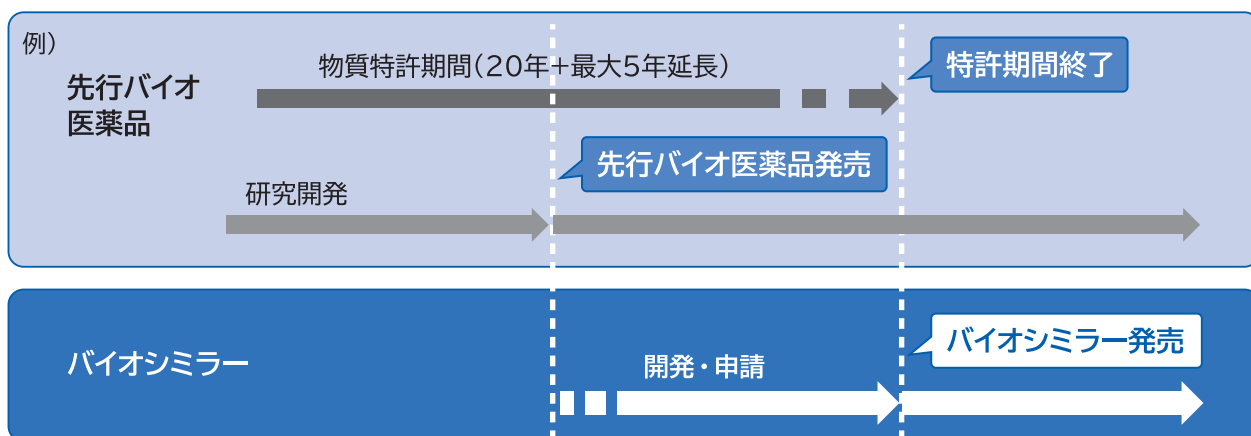 例）
物質特許期間（20年+最大5年延長）
特許期間終了
先行バイオ
医薬品
先行バイオ医薬品発売
研究開発
バイオシミラー発売
バイオシミラー
開発・申請